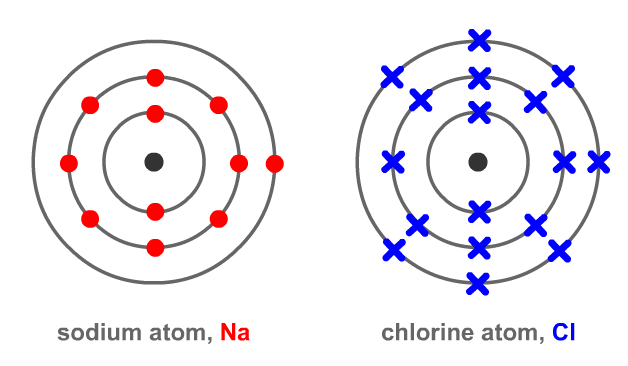 sodium atom, Na
chlorine atom, Cl